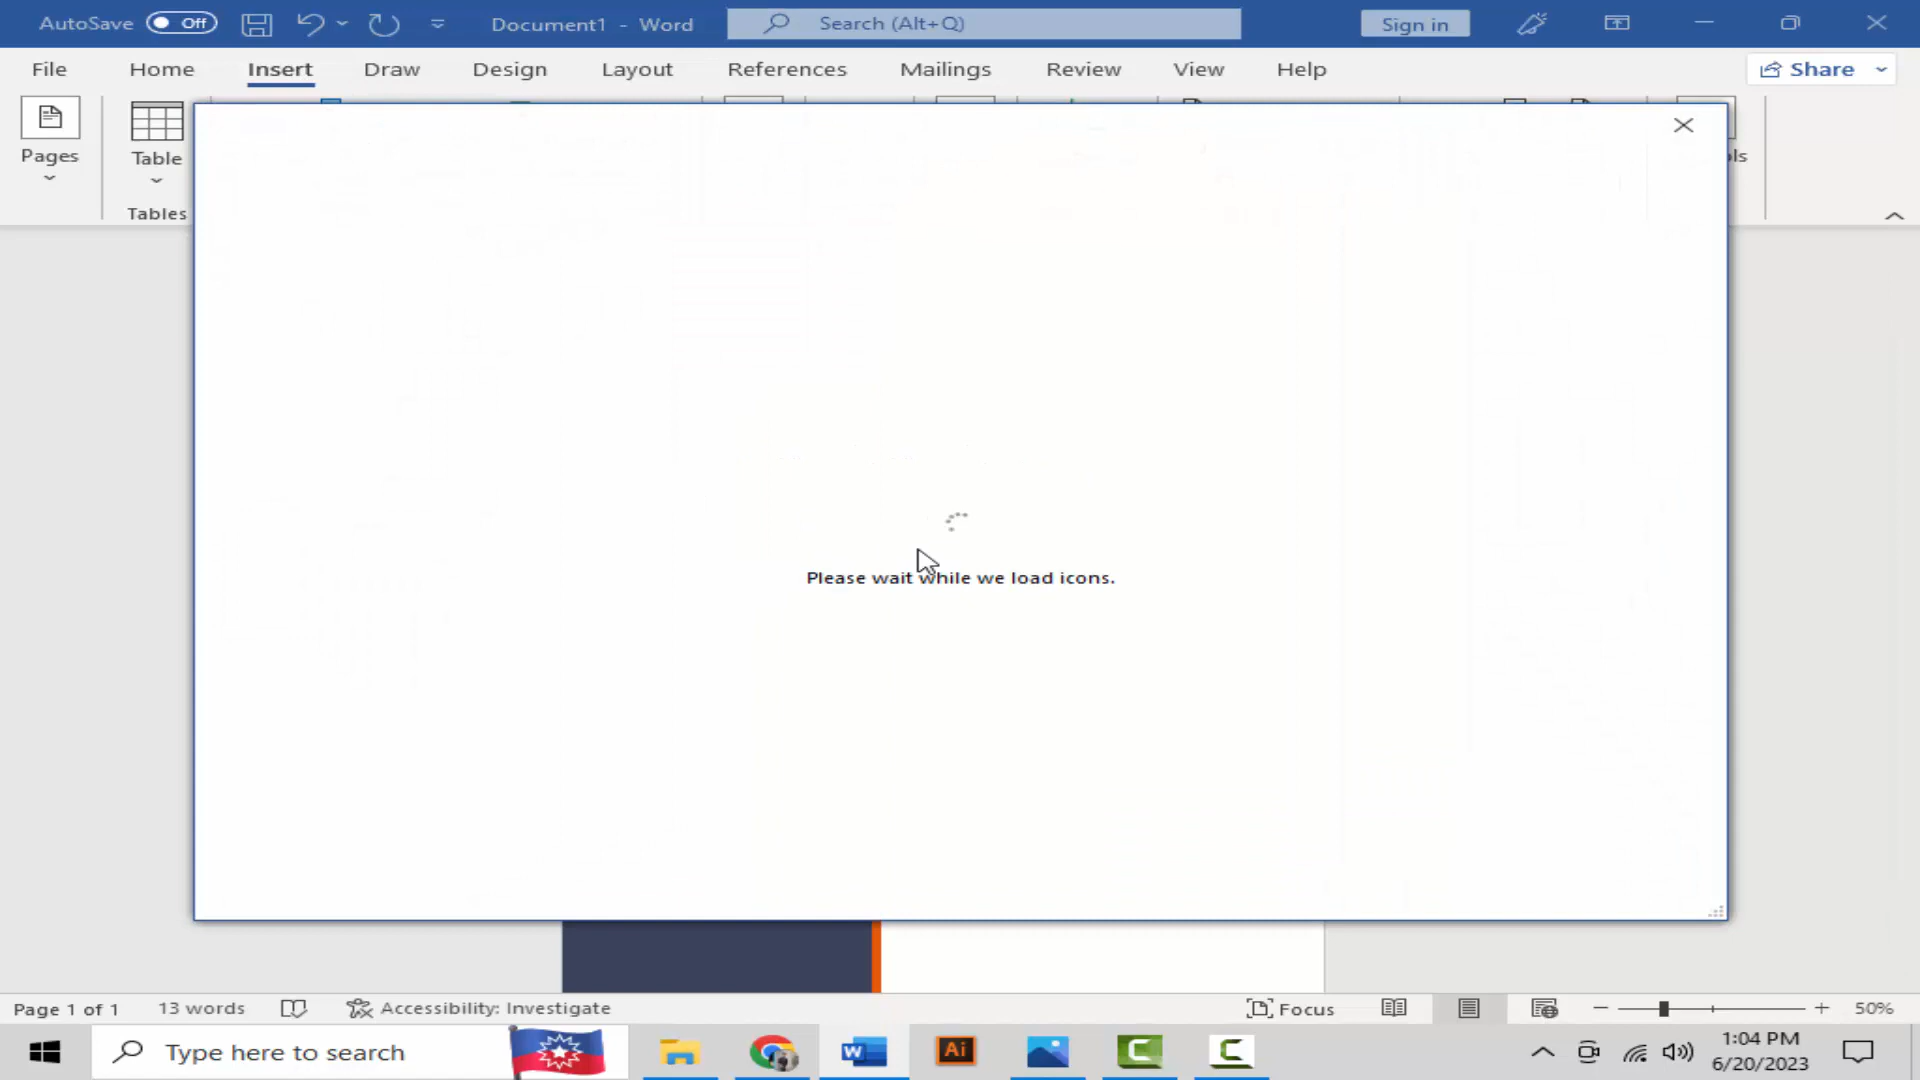 AutoSave Off Document1 - Word Search (Alt+Q) Sign in
File Home Insert Draw Design Layout References Mailings Review View Help Share
Pages Table ls
Tables
Please wait while we load icons.
Page 1 of 1 13 words Accessibility: Investigate Focus 50%
Type here to search W Ai C C 1:04 PM
6/20/2023